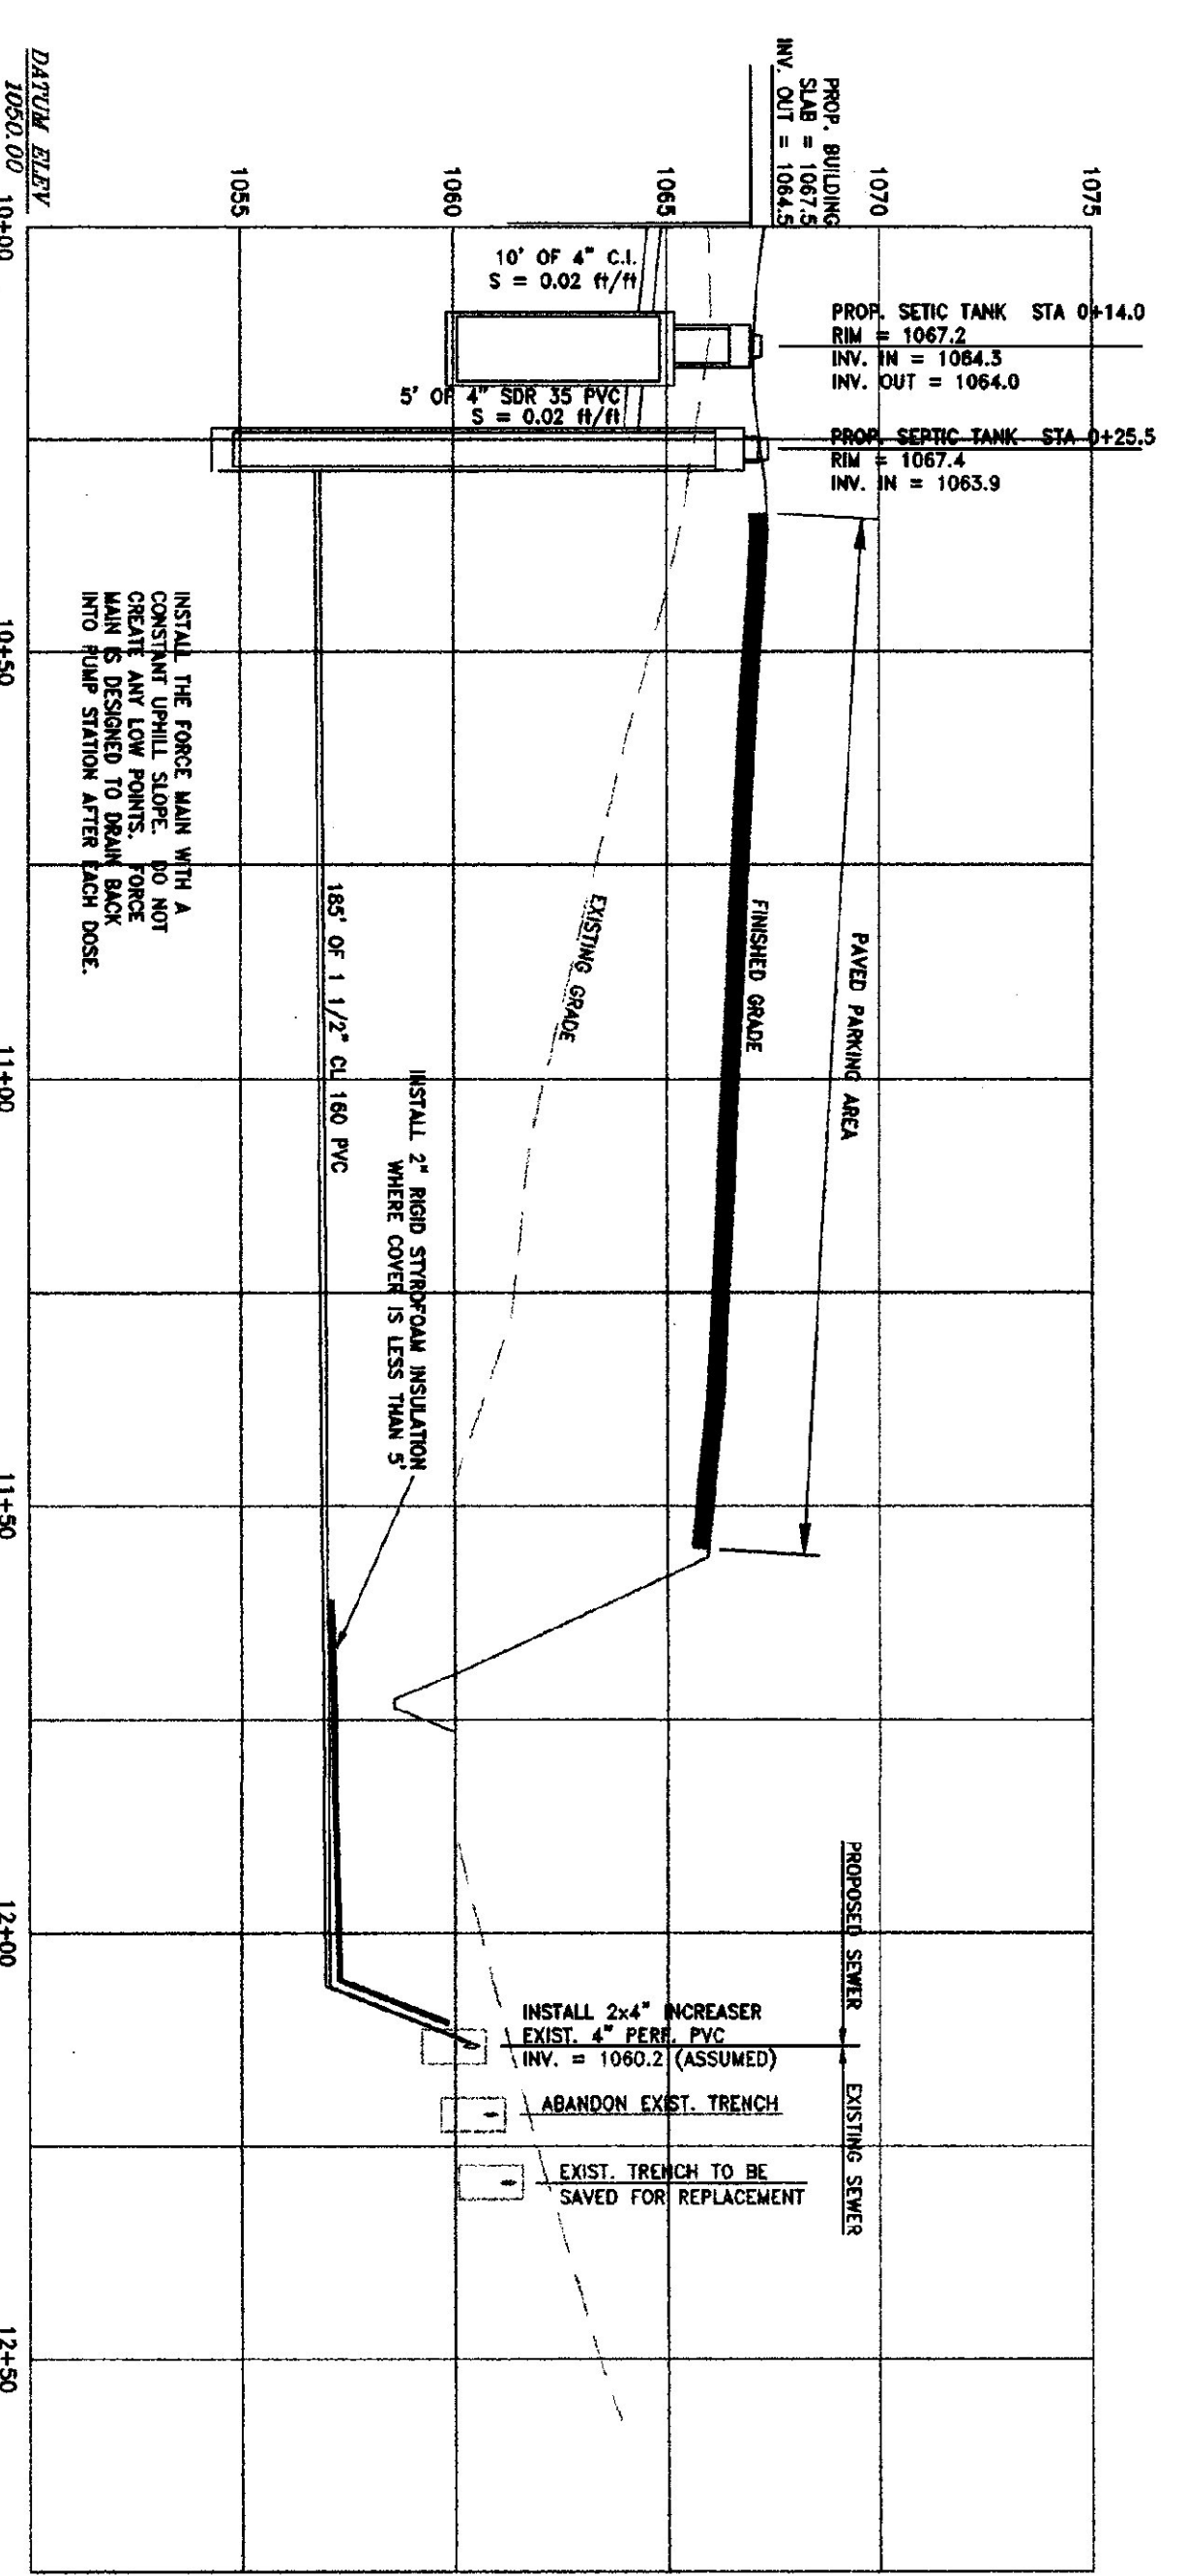 PROP. BUILDING
SLAB = 1067.5
INV. OUT = 1064.5
1075
1070
1065
1060
1055
DATUM ELEV
1050.00
10+00
10+50
11+00
11+50
12+00
12+50
10' OF 4" C.I.
S = 0.02 ft/ft
PROP. SETIC TANK STA 0+14.0
RIM = 1067.2
INV. IN = 1064.3
INV. OUT = 1064.0
5' OF 4" SDR 35 PVC
S = 0.02 ft/ft
PROP. SEPTIC TANK STA 0+25.5
RIM = 1067.4
INV. IN = 1063.9
INSTALL THE FORCE MAIN WITH A
CONSTANT UPHILL SLOPE. DO NOT
CREATE ANY LOW POINTS. FORCE
MAIN IS DESIGNED TO DRAIN BACK
INTO PUMP STATION AFTER EACH DOSE.
185' OF 1 1/2" CL 160 PVC
EXISTING GRADE
FINISHED GRADE
PAVED PARKING AREA
INSTALL 2" RIGID STYROFOAM INSULATION
WHERE COVER IS LESS THAN 5'
PROPOSED SEWER
EXISTING SEWER
INSTALL 2x4" INCREASER
EXIST. 4" PERF. PVC
INV. = 1060.2 (ASSUMED)
ABANDON EXIST. TRENCH
EXIST. TRENCH TO BE
SAVED FOR REPLACEMENT